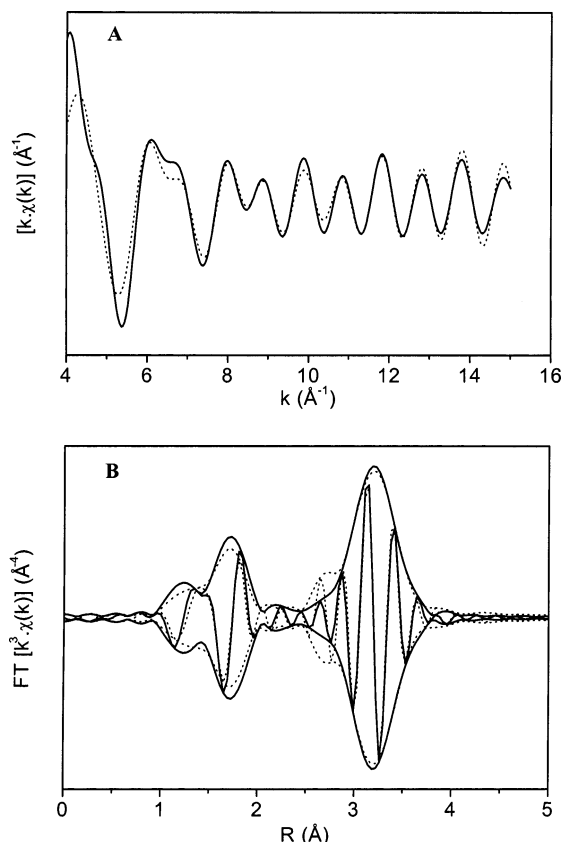 A
[k.χ(k)] (Å⁻¹)
4 6 8 10 12 14 16
k (Å⁻¹)
B
FT [k³.χ(k)] (Å⁻⁴)
0 1 2 3 4 5
R (Å)